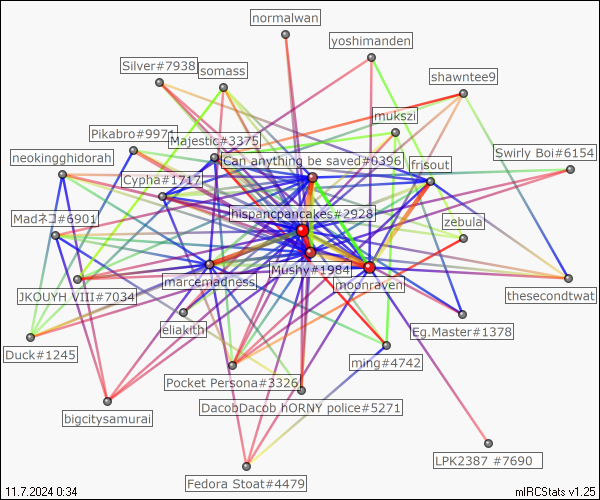 normalwan
yoshimanden
Silver#7938
somass
shawntee9
mukszi
Pikabro#9971
Majestic#3375
Swirly Boi#6154
neokingghidorah
Can anything be saved#0396
frisout
Cypha#1717
Madネコ#6901
hispancpancakes#2928
zebula
Mushy#1984
marcemadness
moonraven
thesecondtwat
JKOUYH VIII#7034
eliakith
Eg.Master#1378
Duck#1245
ming#4742
Pocket Persona#3326
DacobDacob hORNY police#5271
bigcitysamurai
LPK2387 #7690
Fedora Stoat#4479
11.7.2024 0:34
mIRCStats v1.25